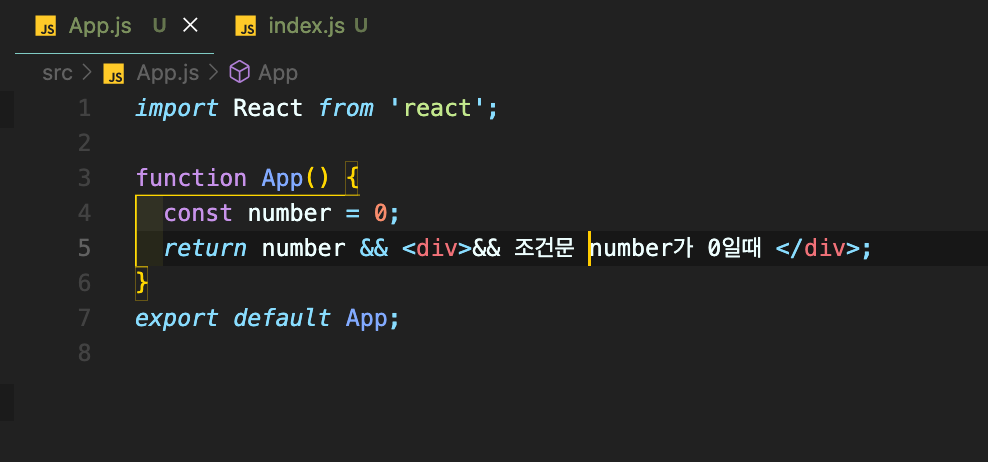 JS App.js U × JS index.js U
src > JS App.js > App
1 import React from 'react';
2
3 function App() {
4 const number = 0;
5 return number && <div>&& 조건문 number가 0일때 </div>;
6 }
7 export default App;
8